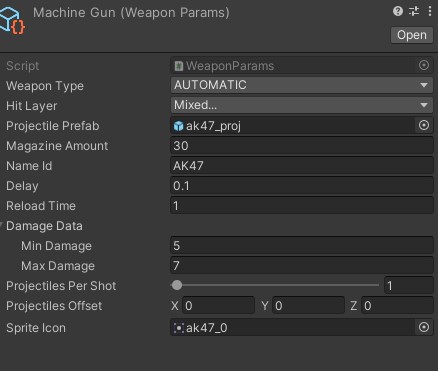 Machine Gun (Weapon Params)
Open
Script WeaponParams
Weapon Type AUTOMATIC
Hit Layer Mixed...
Projectile Prefab ak47_proj
Magazine Amount 30
Name Id AK47
Delay 0.1
Reload Time 1
Damage Data
Min Damage 5
Max Damage 7
Projectiles Per Shot 1
Projectiles Offset X 0 Y 0 Z 0
Sprite Icon ak47_0